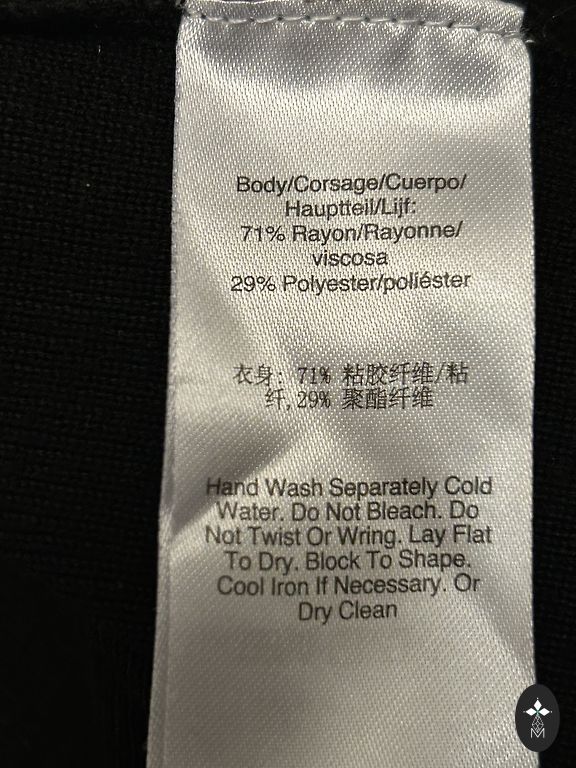 Body/Corsage/Cuerpo/
Hauptteil/Lijf:
71% Rayon/Rayonne/
viscosa
29% Polyester/poliéster
衣身: 71% 粘胶纤维/粘
纤,29% 聚酯纤维
Hand Wash Separately Cold
Water. Do Not Bleach. Do
Not Twist Or Wring. Lay Flat
To Dry. Block To Shape.
Cool Iron If Necessary. Or
Dry Clean
M